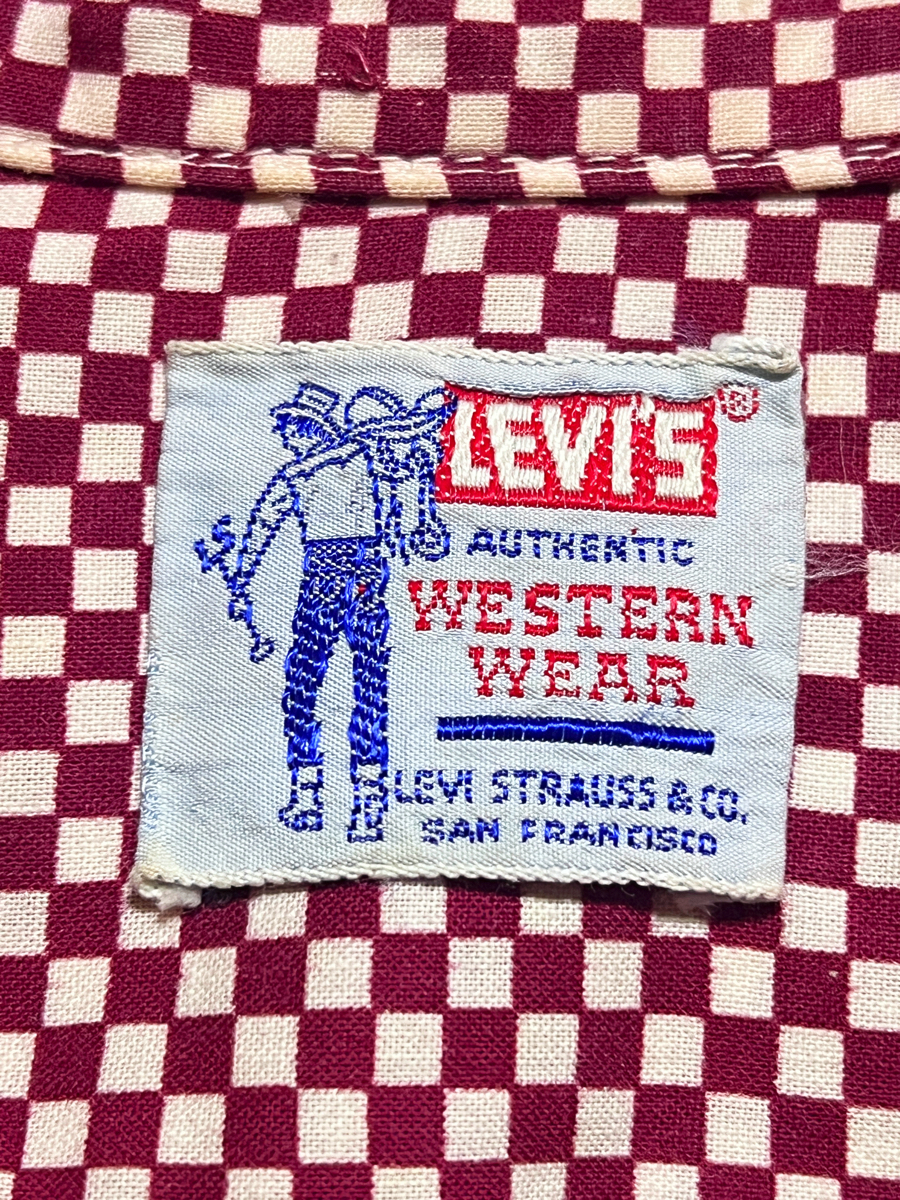 LEVI'S ®
AUTHENTIC
WESTERN
WEAR
LEVI STRAUSS & CO.
SAN FRANCISCO